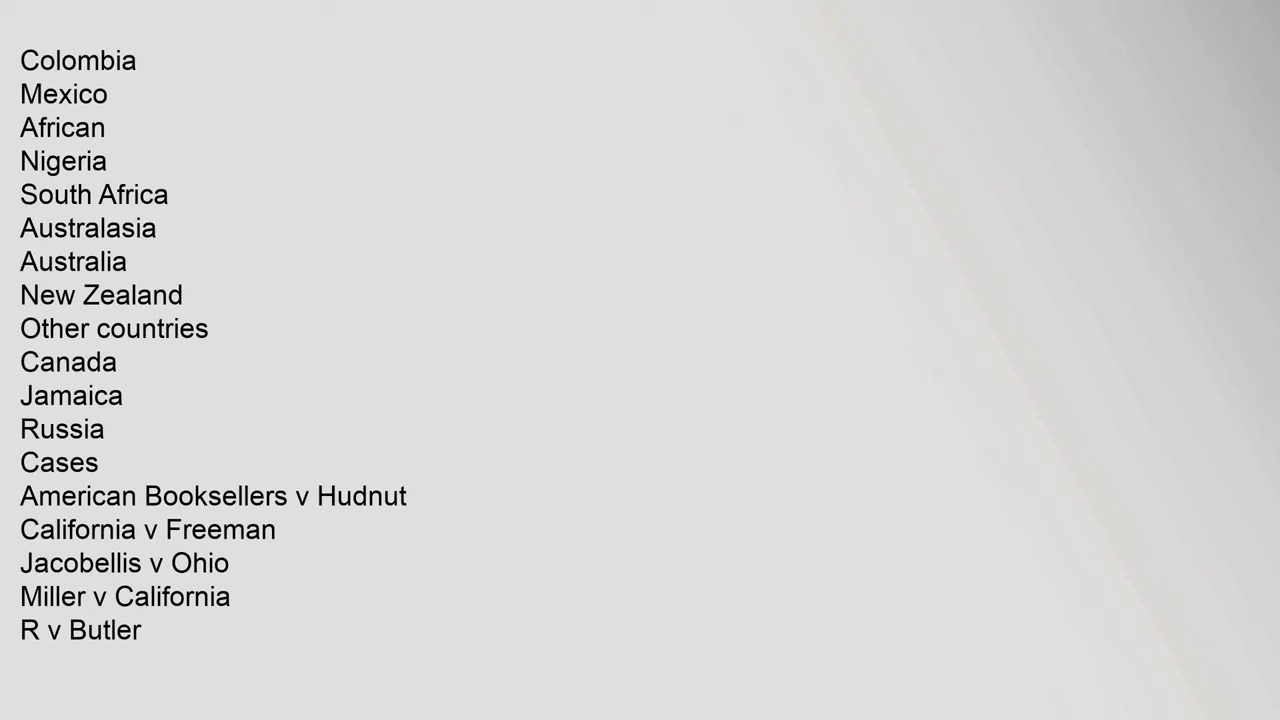 Colombia
Mexico
African
Nigeria
South Africa
Australasia
Australia
New Zealand
Other countries
Canada
Jamaica
Russia
Cases
American Booksellers v Hudnut
California v Freeman
Jacobellis v Ohio
Miller v California
R v Butler